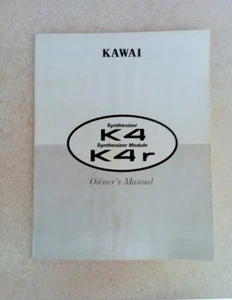 KAWAI
Synthesizer
K4
Synthesizer Module
K4r
Owner's Manual